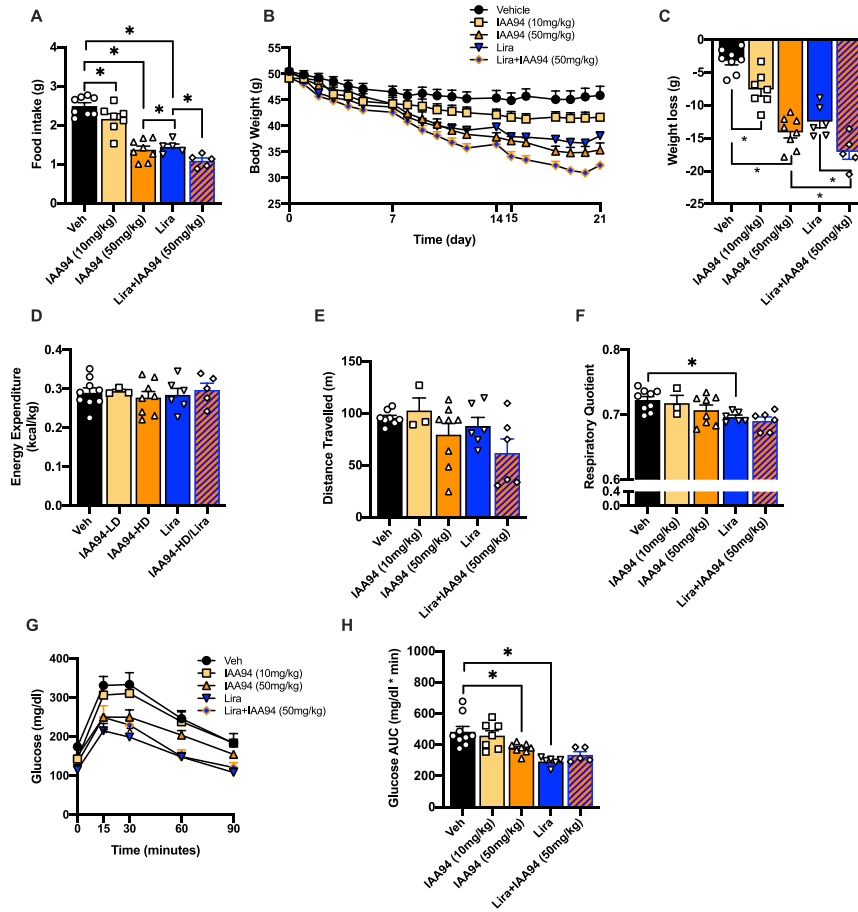 A
Food intake (g)
4
3
2
1
0
*
*
*
*
*
Veh
IAA94 (10mg/kg)
IAA94 (50mg/kg)
Lira
Lira+IAA94 (50mg/kg)
B
Body Weight (g)
50
45
40
35
30
25
0
7
14
15
21
Time (day)
Vehicle
IAA94 (10mg/kg)
IAA94 (50mg/kg)
Lira
Lira+IAA94 (50mg/kg)
C
Weight loss (g)
0
-5
-10
-15
-20
-25
*
*
*
*
Veh
IAA94 (10mg/kg)
IAA94 (50mg/kg)
Lira
Lira+IAA94 (50mg/kg)
D
Energy Expenditure
(kcal/kg)
0.4
0.3
0.2
0.1
0.0
Veh
IAA94-LD
IAA94-HD
Lira
IAA94-HD/Lira
E
Distance Travelled (m)
150
100
50
0
Veh
IAA94 (10mg/kg)
IAA94 (50mg/kg)
Lira
Lira+IAA94 (50mg/kg)
F
Respiratory Quotient
0.8
0.7
0.6
0.4
0.0
*
Veh
IAA94 (10mg/kg)
IAA94 (50mg/kg)
Lira
Lira+IAA94 (50mg/kg)
G
Glucose (mg/dl)
400
300
200
100
0
0
15
30
60
90
Time (minutes)
Veh
IAA94 (10mg/kg)
IAA94 (50mg/kg)
Lira
Lira+IAA94 (50mg/kg)
H
Glucose AUC (mg/dl * min)
1000
800
600
400
200
0
*
*
Veh
IAA94 (10mg/kg)
IAA94 (50mg/kg)
Lira
Lira+IAA94 (50mg/kg)